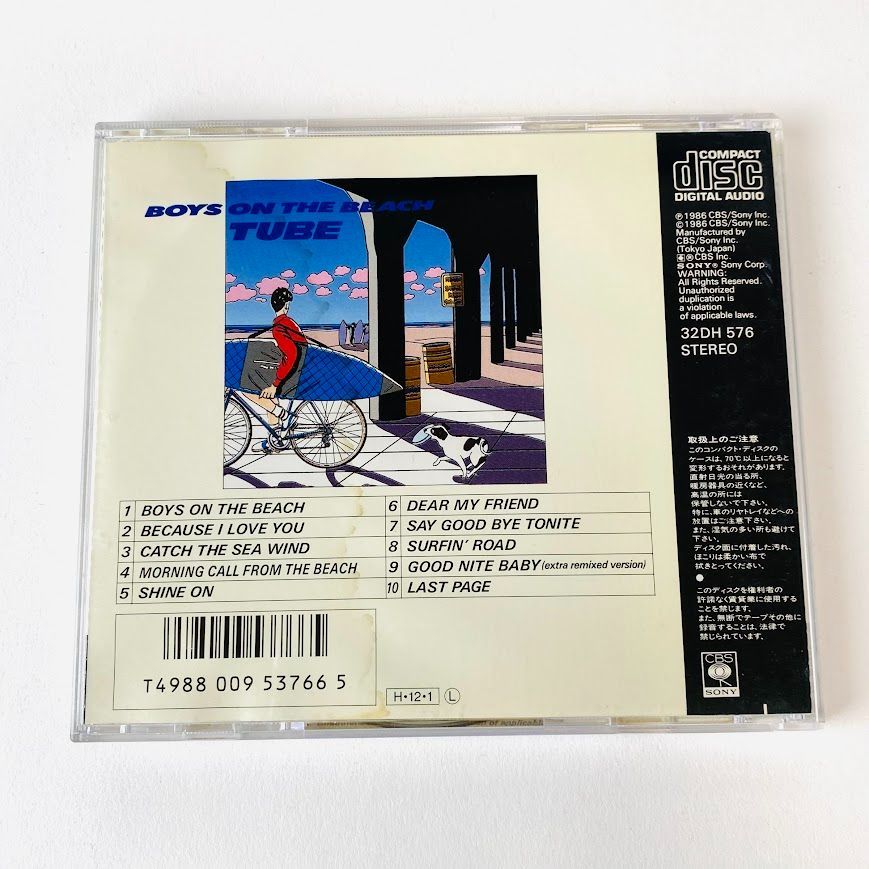 BOYS ON THE BEACH
TUBE
1 BOYS ON THE BEACH
2 BECAUSE I LOVE YOU
3 CATCH THE SEA WIND
4 MORNING CALL FROM THE BEACH
5 SHINE ON
6 DEAR MY FRIEND
7 SAY GOOD BYE TONITE
8 SURFIN' ROAD
9 GOOD NITE BABY (extra remixed version)
10 LAST PAGE
T4988 009 53766 5
H・12・1 Ⓛ
COMPACT
disc
DIGITAL AUDIO
℗1986 CBS/Sony Inc.
©1986 CBS/Sony Inc.
Manufactured by
CBS/Sony Inc.
(Tokyo Japan)
®CBS Inc.
SONY® Sony Corp.
WARNING:
All Rights Reserved.
Unauthorized
duplication is
a violation
of applicable laws.
32DH 576
STEREO
取扱上のご注意
このコンパクト・ディスクの
ケースは、70℃以上になると
変形するおそれがあります。
直射日光の当る所、
暖房器具の近くなど、
高温の所には
保管しないで下さい。
特に、車のリヤトレイなどへの
放置はご注意下さい。
また、湿気の多い所も避けて
下さい。
ディスク面に付着した汚れ、
ほこりは柔かい布で
拭きとってください。
このディスクを権利者の
許諾なく賃貸業に使用する
ことを禁じます。
また、無断でテープその他に
録音することは、法律で
禁じられています。
CBS
SONY
of applicable